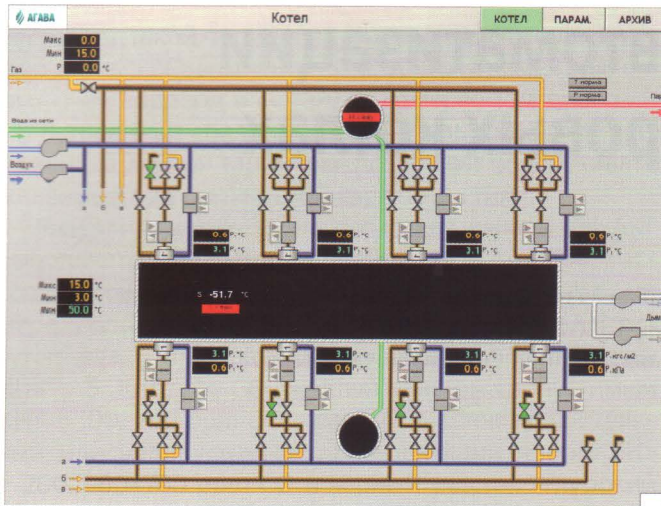 АГАВА
Котел
КОТЕЛ
ПАРАМ.
АРХИВ
Макс 0.0
Мин 15.0
P 0.0 °C
Газ
T норма
P норма
Пар
Вода из сети
Воздух
а б в
0.6 P, °C
3.1 P, °C
0.6 P, °C
3.1 P, °C
0.6 P, °C
3.1 P, °C
0.6 P, °C
3.1 P, °C
Макс 15.0 °C
Мин 3.0 °C
Мин 50.0 °C
S -51.7 °C
Дым
3.1 P, °C
0.6 P, °C
3.1 P, °C
0.6 P, °C
3.1 P, °C
0.6 P, °C
3.1 P, кгс/м2
0.6 P, кПа
а
б
в